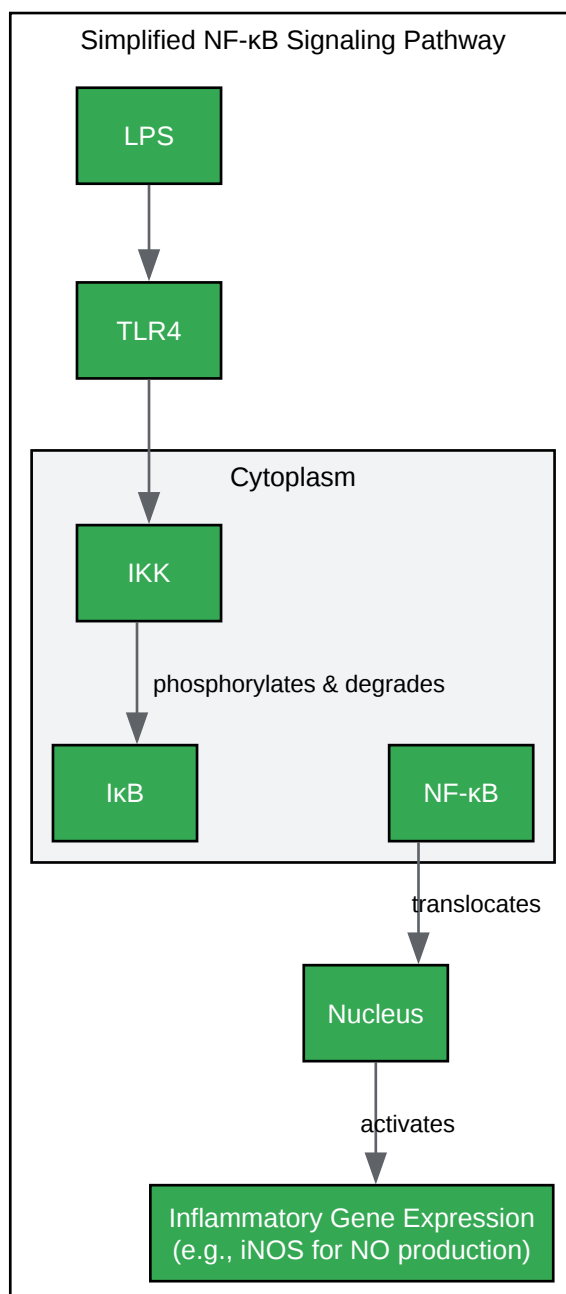 Simplified NF-κB Signaling Pathway
LPS
TLR4
Cytoplasm
IKK
phosphorylates & degrades
IκB
NF-κB
translocates
Nucleus
activates
Inflammatory Gene Expression
(e.g., iNOS for NO production)